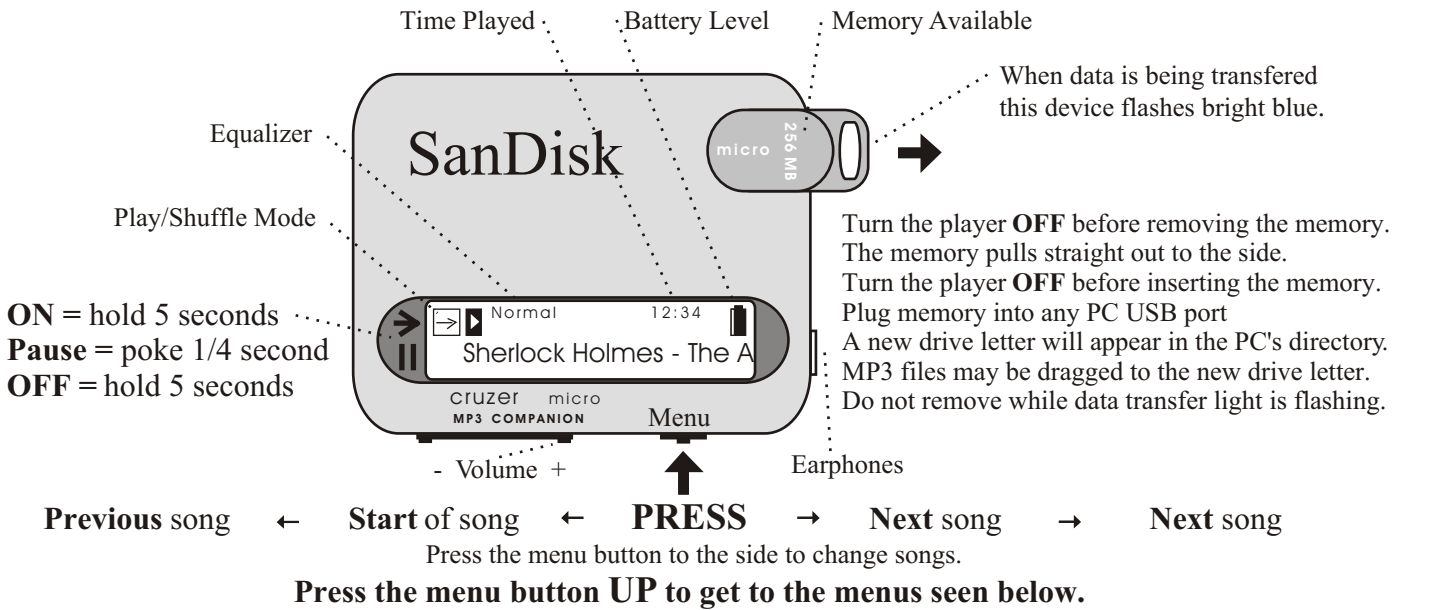 Time Played
Battery Level
Memory Available
When data is being transfered
this device flashes bright blue.
Equalizer
SanDisk
micro
256 MB
Play/Shuffle Mode
Turn the player OFF before removing the memory.
The memory pulls straight out to the side.
Turn the player OFF before inserting the memory.
Plug memory into any PC USB port
A new drive letter will appear in the PC's directory.
MP3 files may be dragged to the new drive letter.
Do not remove while data transfer light is flashing.
ON = hold 5 seconds
Pause = poke 1/4 second
OFF = hold 5 seconds
Normal 12:34
Sherlock Holmes - The A
cruzer micro
MP3 COMPANION
Menu
- Volume +
Earphones
Previous song ← Start of song ← PRESS → Next song → Next song
Press the menu button to the side to change songs.
Press the menu button UP to get to the menus seen below.